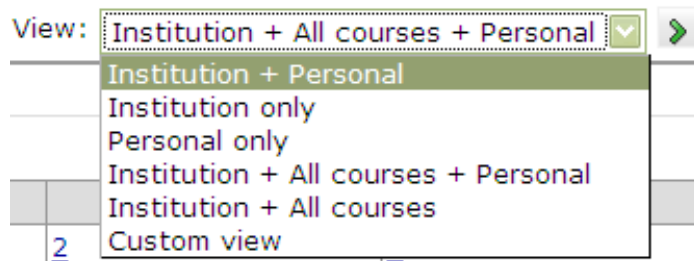 View: Institution + All courses + Personal
Institution + Personal
Institution only
Personal only
Institution + All courses + Personal
Institution + All courses
Custom view
2